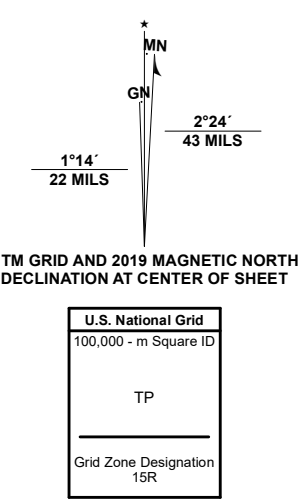 MN
GN
2°24´
43 MILS
1°14´
22 MILS
TM GRID AND 2019 MAGNETIC NORTH
DECLINATION AT CENTER OF SHEET
U.S. National Grid
100,000 - m Square ID
TP
Grid Zone Designation
15R